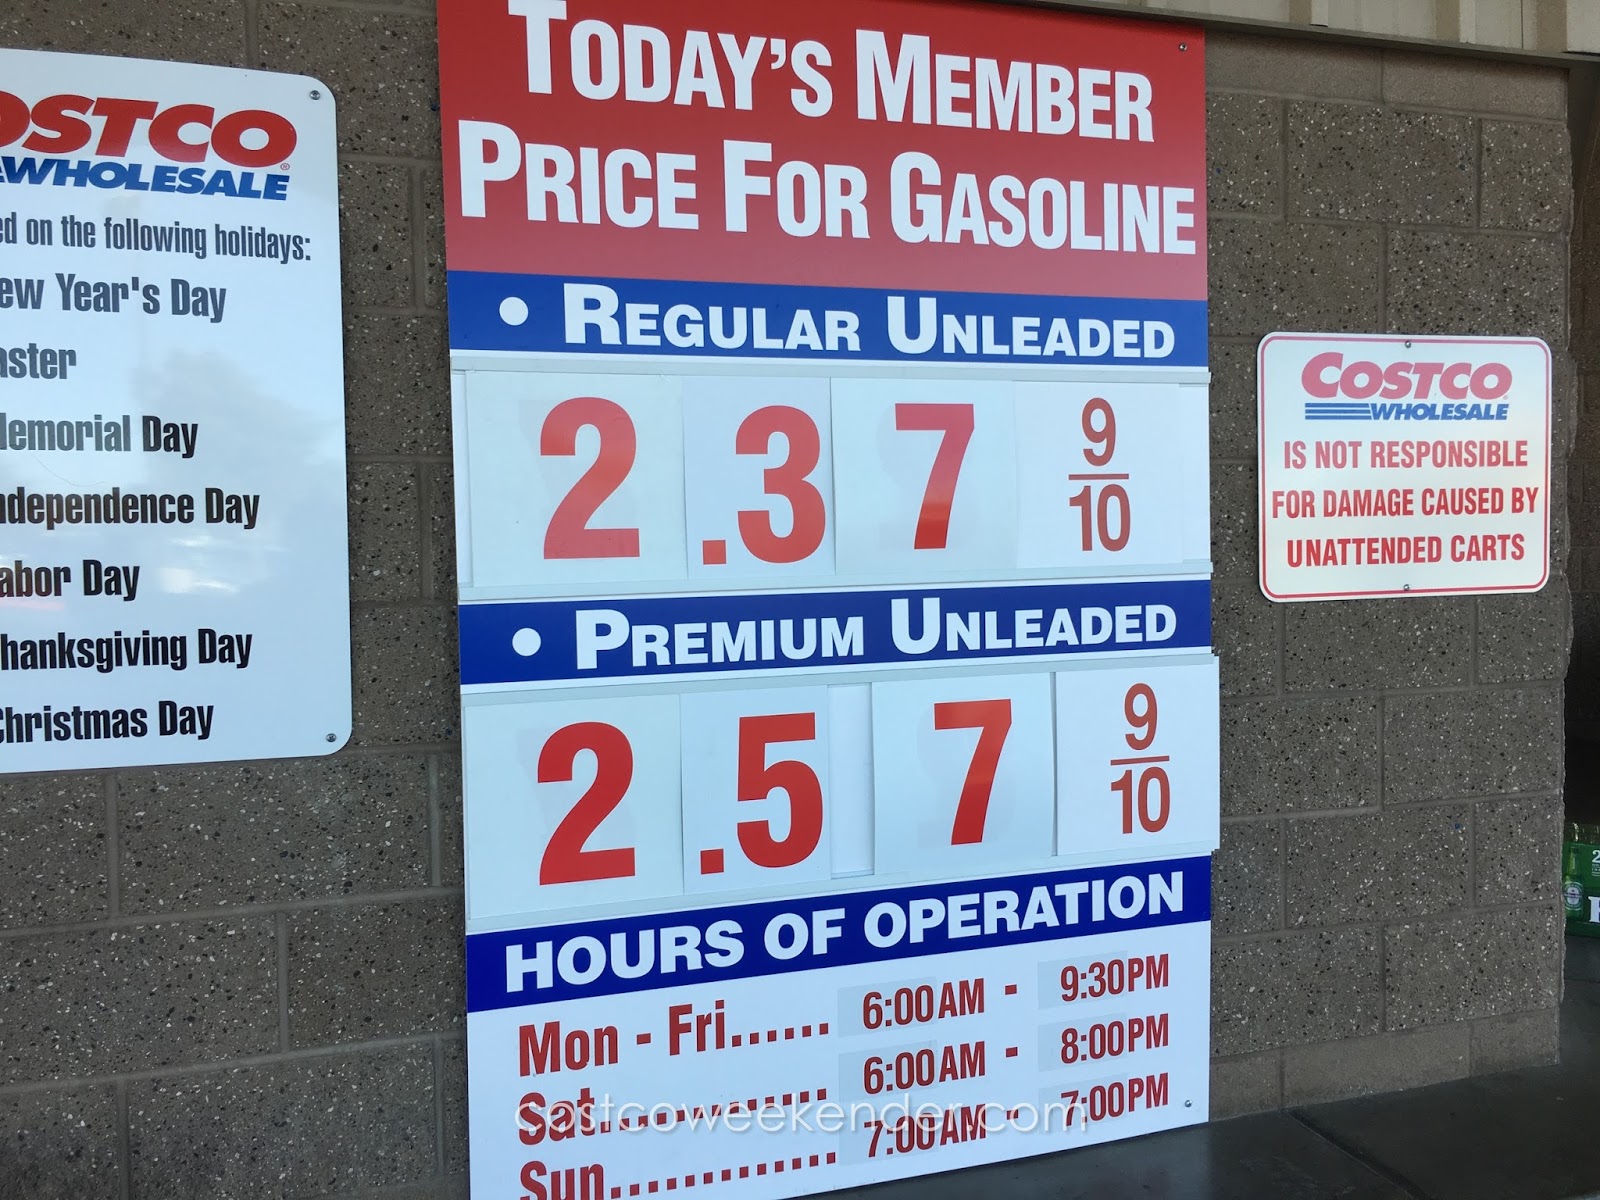 OSTCO
WHOLESALE
ed on the following holidays:
ew Year's Day
aster
emorial Day
ndependence Day
abor Day
hanksgiving Day
Christmas Day
TODAY'S MEMBER
PRICE FOR GASOLINE
• REGULAR UNLEADED
2.37 9/10
• PREMIUM UNLEADED
2.57 9/10
HOURS OF OPERATION
Mon - Fri...... 6:00AM - 9:30PM
Sat............. 6:00AM - 8:00PM
Sun............. 7:00AM - 7:00PM
COSTCO
WHOLESALE
IS NOT RESPONSIBLE
FOR DAMAGE CAUSED BY
UNATTENDED CARTS
costcoweekender.com